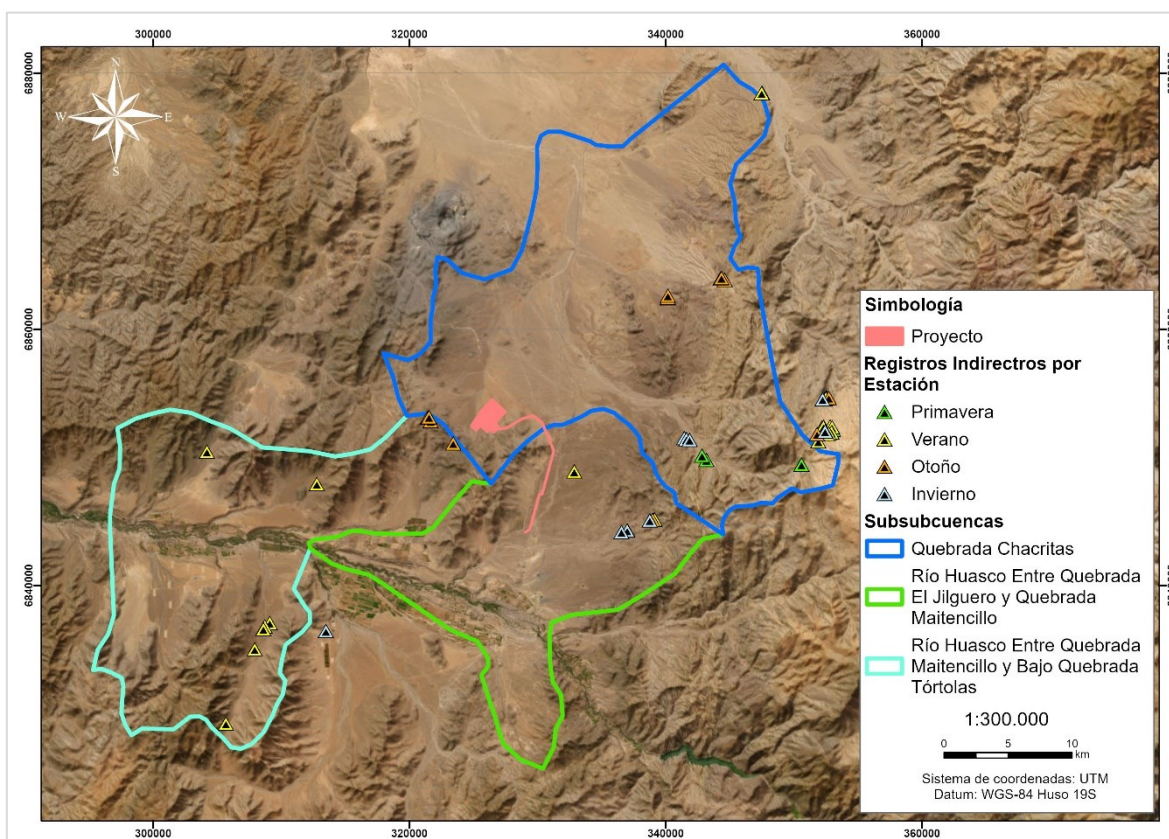 300000
320000
340000
360000
6880000
6860000
6840000
N
W
E
S
Simbología
Proyecto
Registros Indirectros por
Estación
Primavera
Verano
Otoño
Invierno
Subsubcuencas
Quebrada Chacritas
Río Huasco Entre Quebrada
El Jilguero y Quebrada
Maitencillo
Río Huasco Entre Quebrada
Maitencillo y Bajo Quebrada
Tórtolas
1:300.000
0 5 10
km
Sistema de coordenadas: UTM
Datum: WGS-84 Huso 19S
300000
320000
340000
360000